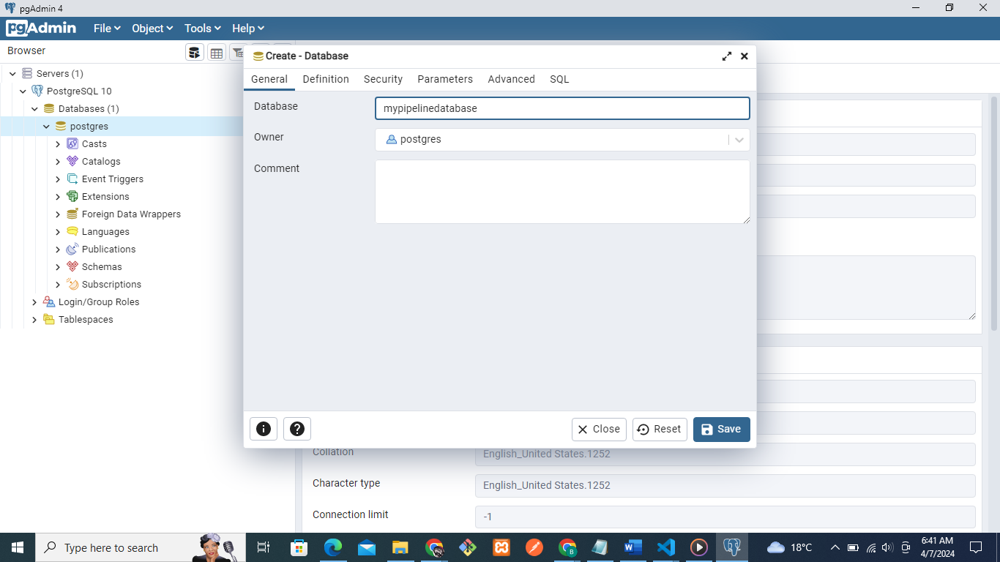 pgAdmin 4
pgAdmin File Object Tools Help
Browser
Servers (1)
PostgreSQL 10
Databases (1)
postgres
Casts
Catalogs
Event Triggers
Extensions
Foreign Data Wrappers
Languages
Publications
Schemas
Subscriptions
Login/Group Roles
Tablespaces
Create - Database
General Definition Security Parameters Advanced SQL
Database mypipelinedatabase
Owner postgres
Comment
Close Reset Save
Collation English_United States.1252
Character type English_United States.1252
Connection limit -1
Type here to search
18°C
6:41 AM
4/7/2024